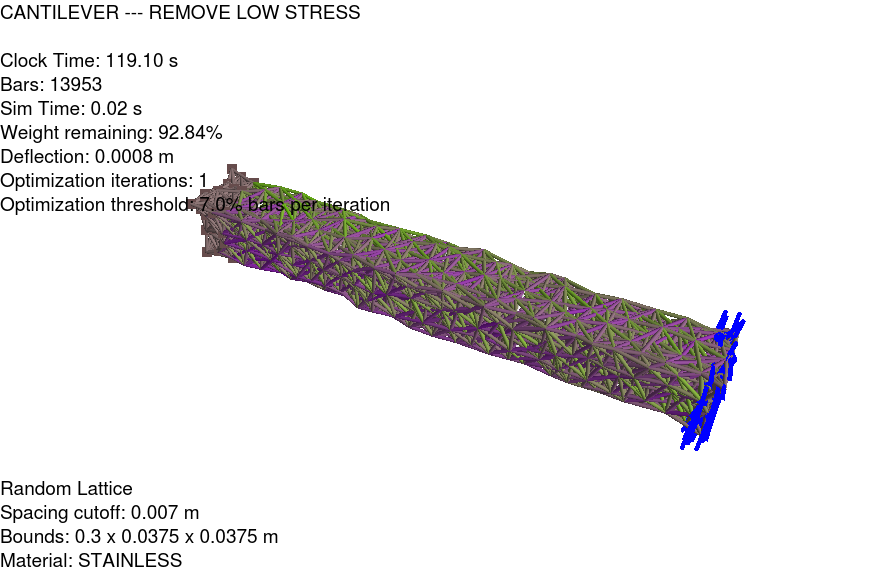 CANTILEVER --- REMOVE LOW STRESS
Clock Time: 119.10 s
Bars: 13953
Sim Time: 0.02 s
Weight remaining: 92.84%
Deflection: 0.0008 m
Optimization iterations: 1
Optimization threshold: 7.0% bars per iteration
Random Lattice
Spacing cutoff: 0.007 m
Bounds: 0.3 x 0.0375 x 0.0375 m
Material: STAINLESS